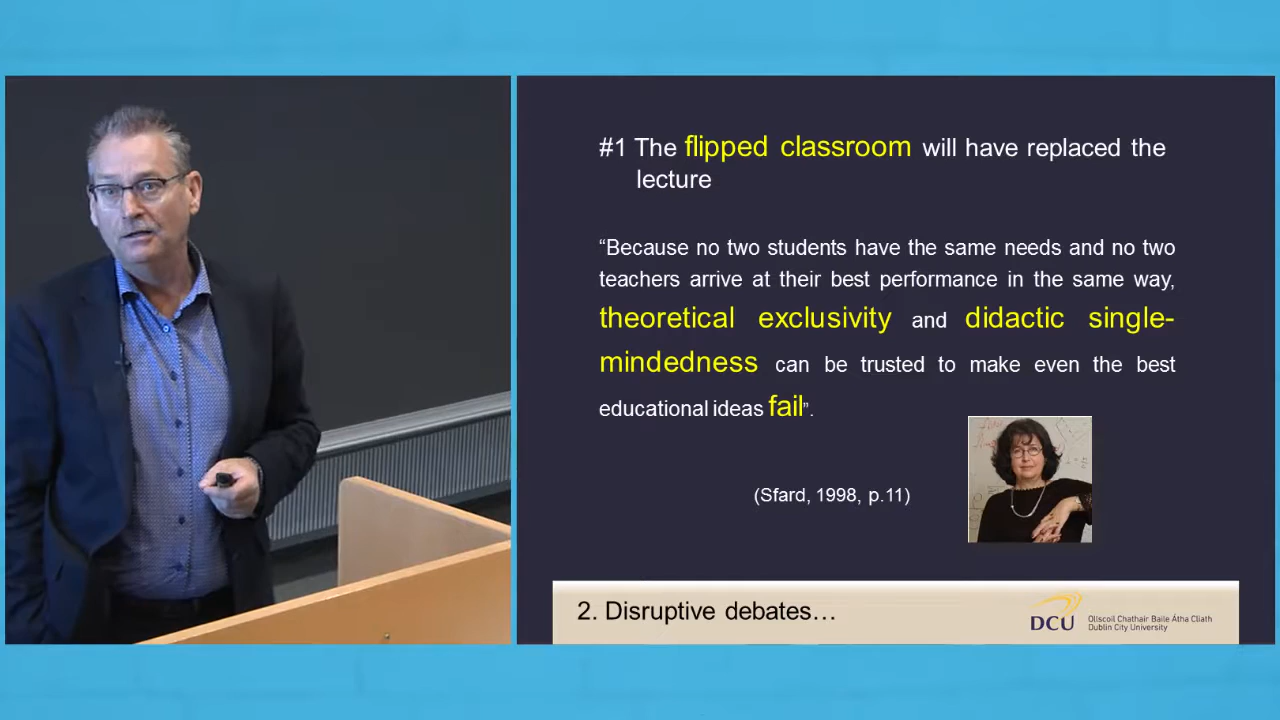 #1 The flipped classroom will have replaced the
lecture
“Because no two students have the same needs and no two
teachers arrive at their best performance in the same way,
theoretical exclusivity and didactic single-
mindedness can be trusted to make even the best
educational ideas fail”.
(Sfard, 1998, p.11)
2. Disruptive debates…
DCU
Ollscoil Chathair Baile Átha Cliath
Dublin City University